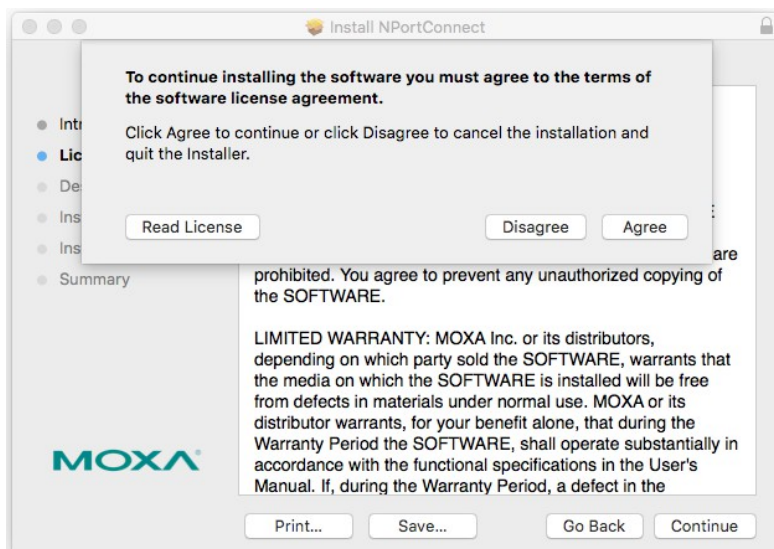 Install NPortConnect
To continue installing the software you must agree to the terms of
the software license agreement.
Click Agree to continue or click Disagree to cancel the installation and
quit the Installer.
Read License
Disagree
Agree
Intr
Lic
De
Ins
Ins
Summary
are
prohibited. You agree to prevent any unauthorized copying of
the SOFTWARE.
LIMITED WARRANTY: MOXA Inc. or its distributors,
depending on which party sold the SOFTWARE, warrants that
the media on which the SOFTWARE is installed will be free
from defects in materials under normal use. MOXA or its
distributor warrants, for your benefit alone, that during the
Warranty Period the SOFTWARE, shall operate substantially in
accordance with the functional specifications in the User's
Manual. If, during the Warranty Period, a defect in the
MOXA®
Print...
Save...
Go Back
Continue